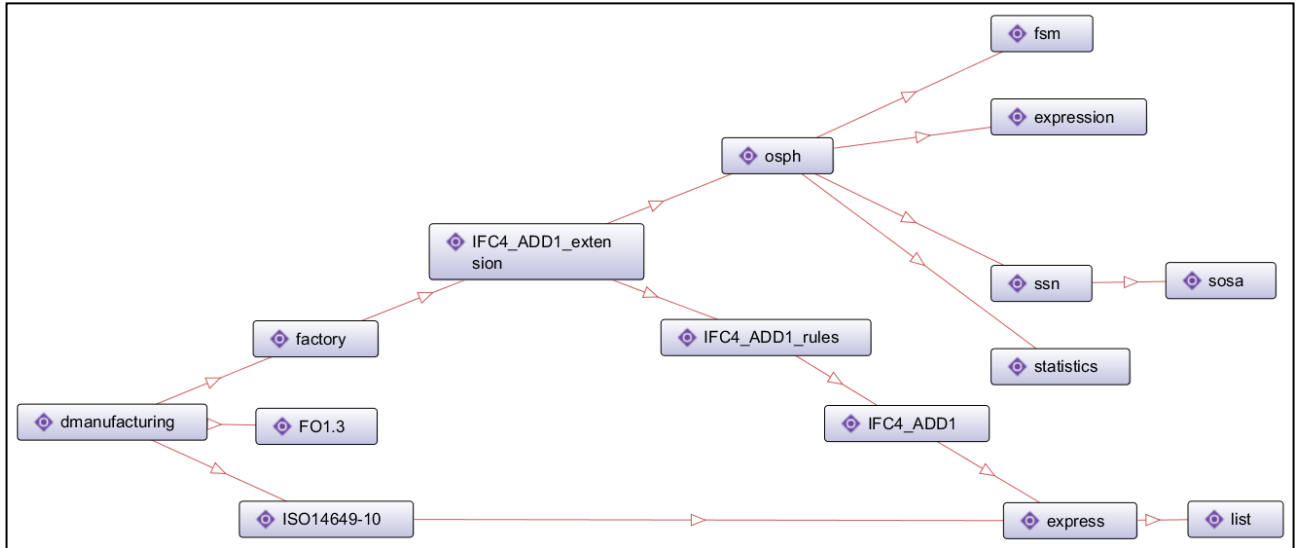 fsm
expression
osph
IFC4_ADD1_exten
sion
ssn
sosa
factory
IFC4_ADD1_rules
statistics
dmanufacturing
FO1.3
IFC4_ADD1
ISO14649-10
express
list